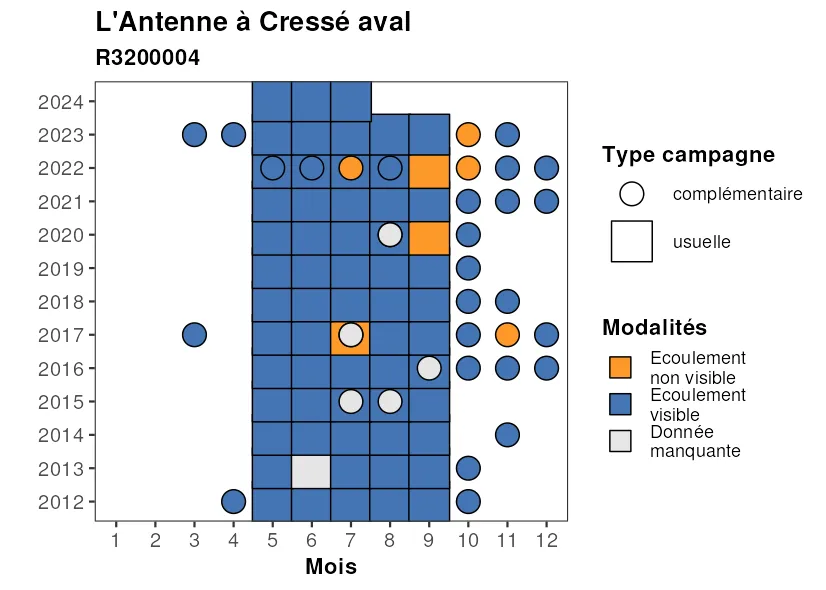 L'Antenne à Cressé aval
R3200004
2024
2023
2022
2021
2020
2019
2018
2017
2016
2015
2014
2013
2012
1 2 3 4 5 6 7 8 9 10 11 12
Mois
Type campagne
complémentaire
usuelle
Modalités
Ecoulement
non visible
Ecoulement
visible
Donnée
manquante